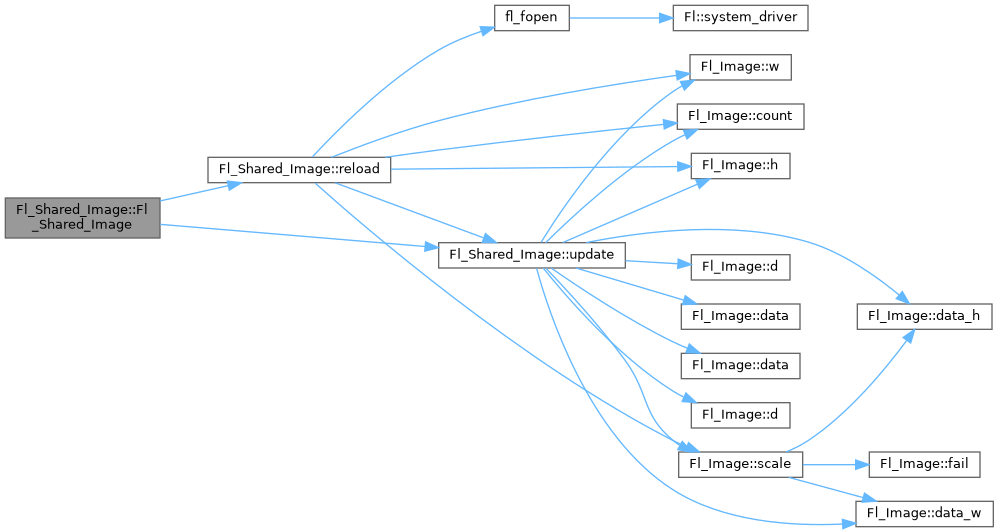 fl_fopen
Fl::system_driver
Fl_Image::w
Fl_Image::count
Fl_Shared_Image::reload
Fl_Image::h
Fl_Shared_Image::Fl
_Shared_Image
Fl_Shared_Image::update
Fl_Image::d
Fl_Image::data
Fl_Image::data_h
Fl_Image::data
Fl_Image::d
Fl_Image::scale
Fl_Image::fail
Fl_Image::data_w